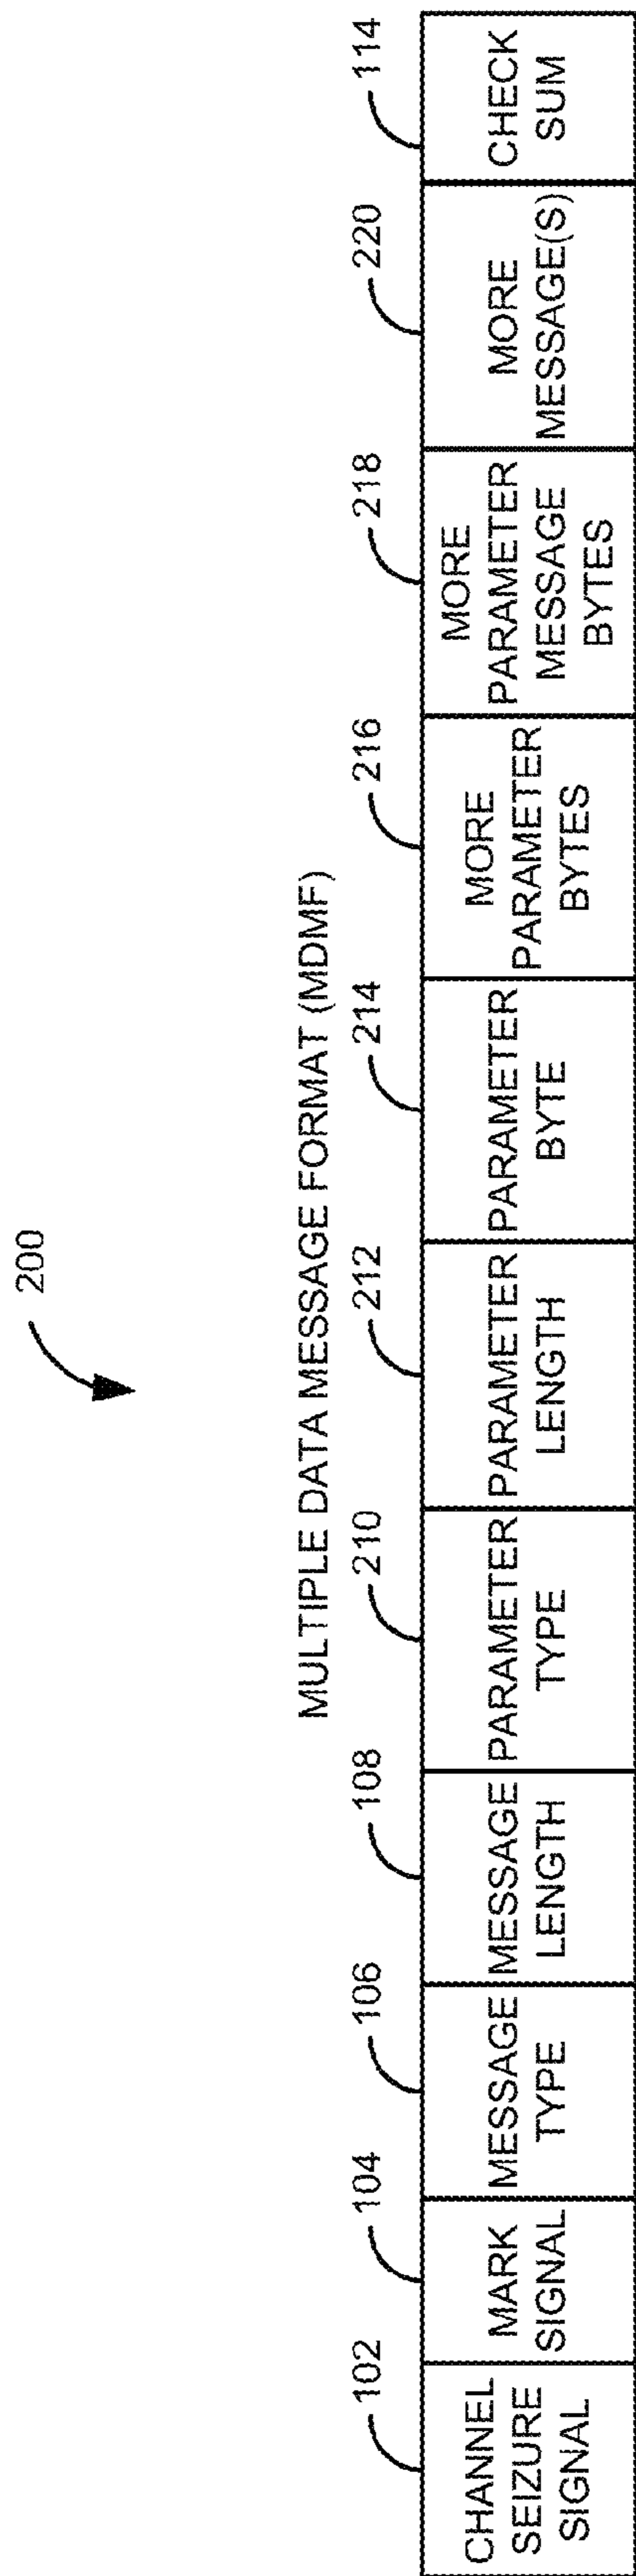 200
MULTIPLE DATA MESSAGE FORMAT (MDMF)
102
104
106
108
210
212
214
216
218
220
114
CHANNEL
SEIZURE
SIGNAL
MARK
SIGNAL
MESSAGE
TYPE
MESSAGE
LENGTH
PARAMETER
TYPE
PARAMETER
LENGTH
PARAMETER
BYTE
MORE
PARAMETER
BYTES
MORE
PARAMETER
MESSAGE
BYTES
MORE
MESSAGE(S)
CHECK
SUM